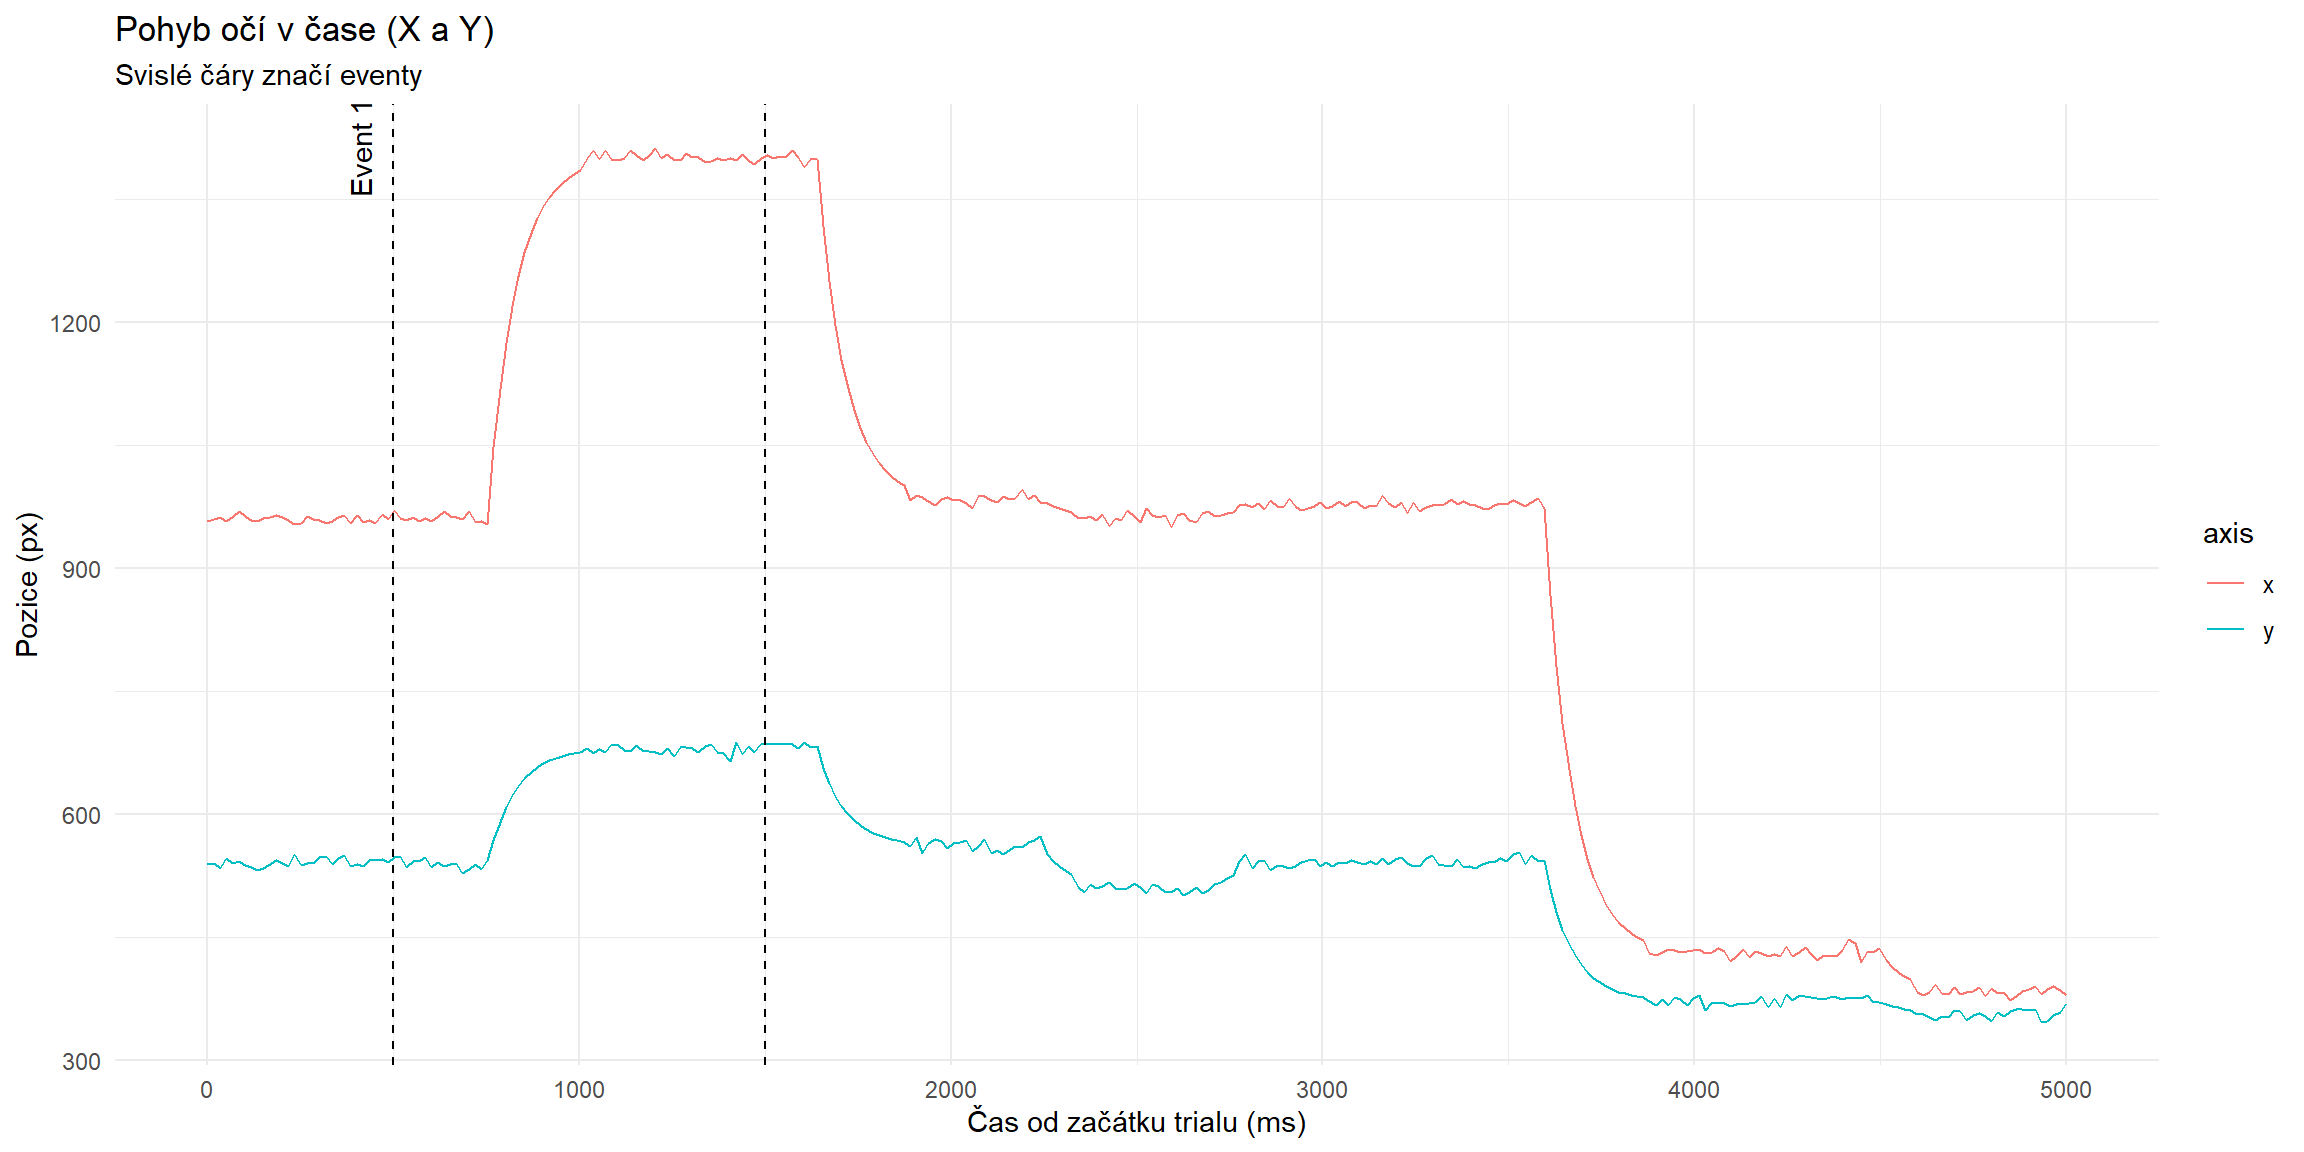 Pohyb očí v čase (X a Y)
Svislé čáry značí eventy
Event 1
1200
900
600
300
Pozice (px)
0 1000 2000 3000 4000 5000
Čas od začátku trialu (ms)
axis
x
y